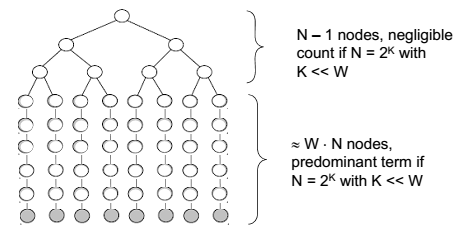 N – 1 nodes, negligible
count if N = 2ᴷ with
K << W
≈ W · N nodes,
predominant term if
N = 2ᴷ with K << W